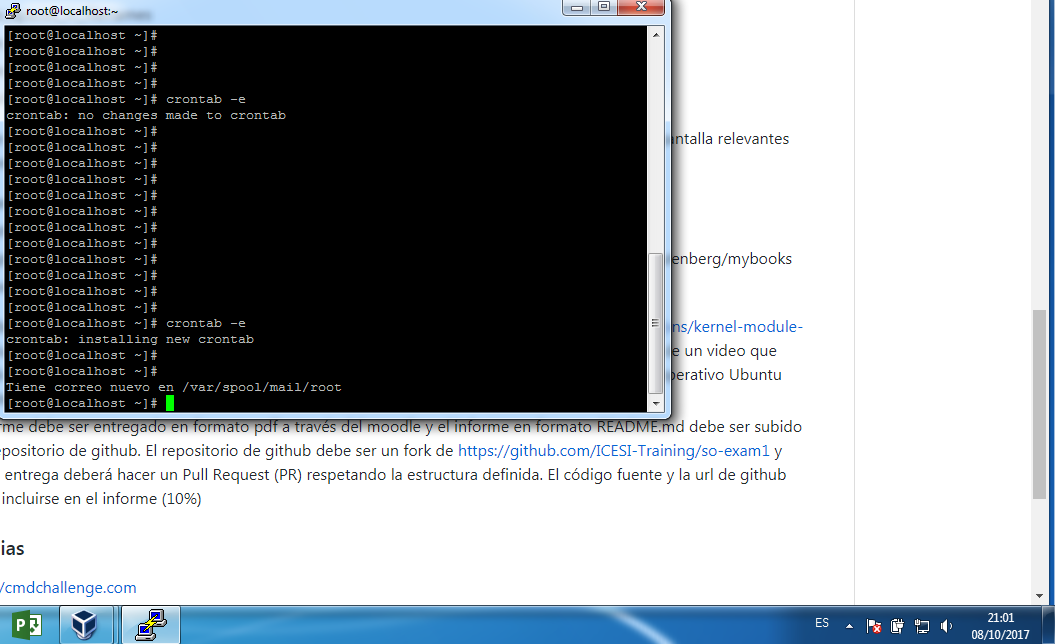 root@localhost:~
[root@localhost ~]#
[root@localhost ~]#
[root@localhost ~]#
[root@localhost ~]#
[root@localhost ~]# crontab -e
crontab: no changes made to crontab
[root@localhost ~]#
[root@localhost ~]#
[root@localhost ~]#
[root@localhost ~]#
[root@localhost ~]#
[root@localhost ~]#
[root@localhost ~]#
[root@localhost ~]#
[root@localhost ~]#
[root@localhost ~]#
[root@localhost ~]#
[root@localhost ~]#
[root@localhost ~]# crontab -e
crontab: installing new crontab
[root@localhost ~]#
[root@localhost ~]#
Tiene correo nuevo en /var/spool/mail/root
[root@localhost ~]#
ntalla relevantes
enberg/mybooks
ns/kernel-module-
e un video que
perativo Ubuntu
rme debe ser entregado en formato pdf a través del moodle y el informe en formato README.md debe ser subido
epositorio de github. El repositorio de github debe ser un fork de https://github.com/ICESI-Training/so-exam1 y
entrega deberá hacer un Pull Request (PR) respetando la estructura definida. El código fuente y la url de github
incluirse en el informe (10%)
ias
/cmdchallenge.com
P
ES
21:01
08/10/2017